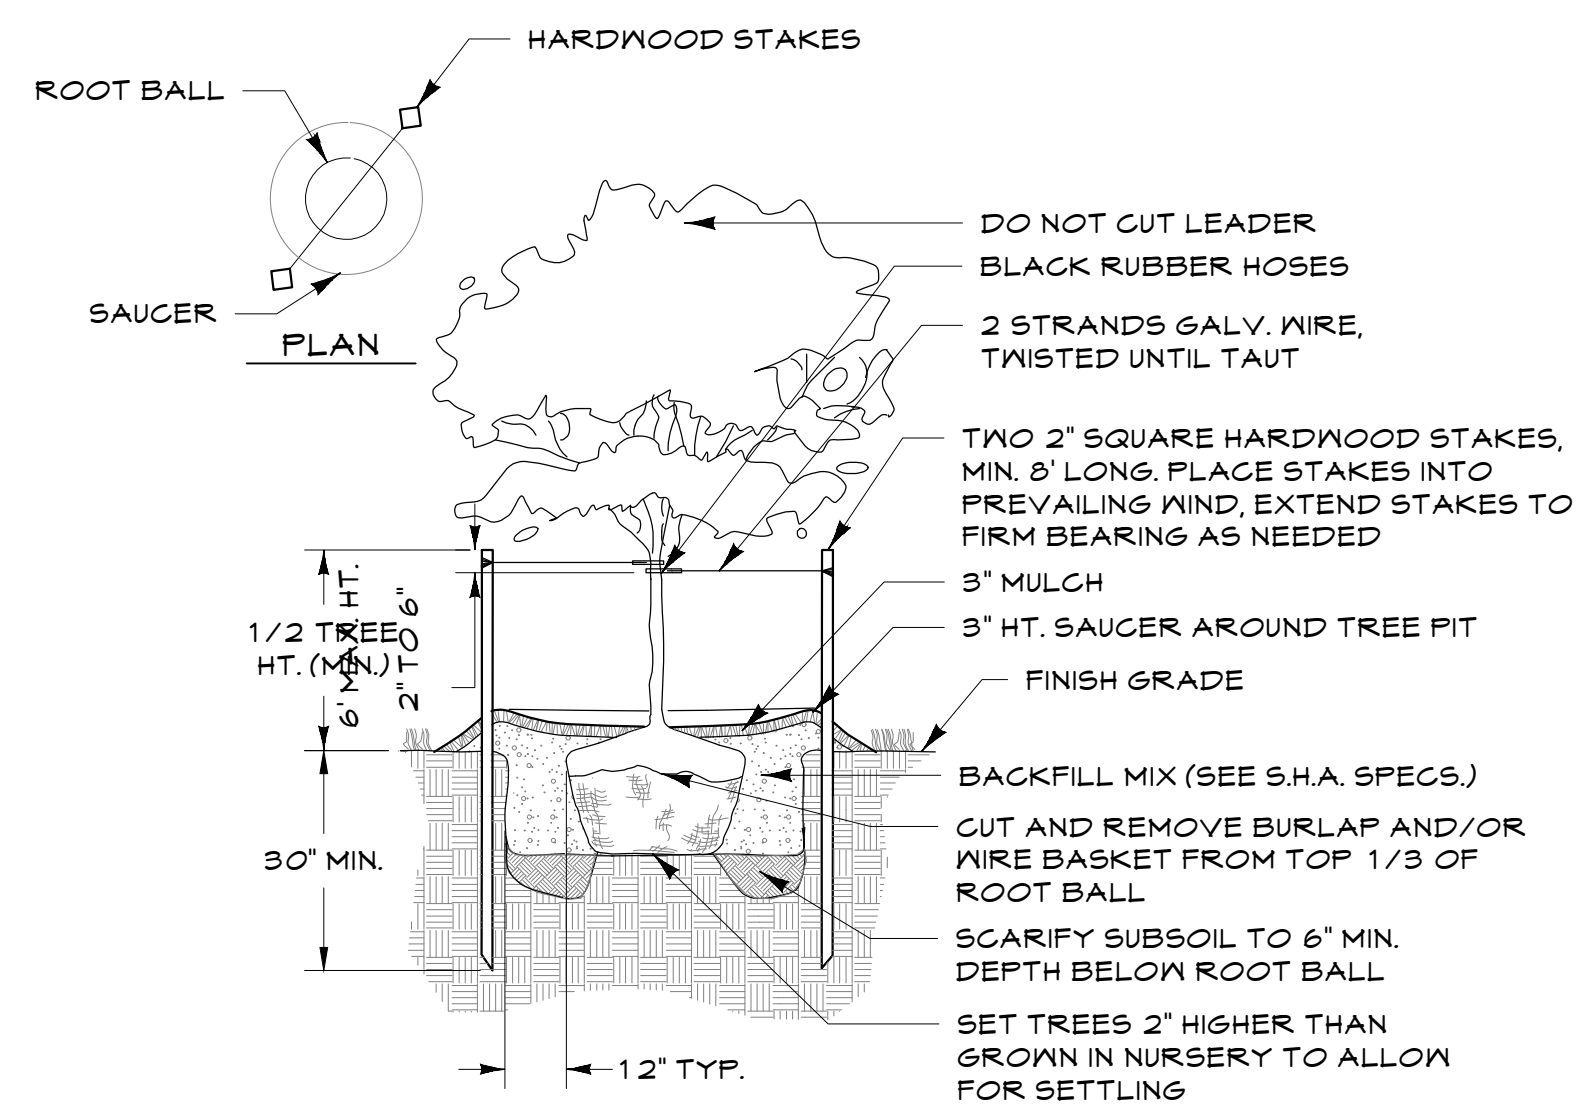 HARDWOOD STAKES
ROOT BALL
SAUCER
PLAN
DO NOT CUT LEADER
BLACK RUBBER HOSES
2 STRANDS GALV. WIRE,
TWISTED UNTIL TAUT
TWO 2" SQUARE HARDWOOD STAKES,
MIN. 8' LONG. PLACE STAKES INTO
PREVAILING WIND, EXTEND STAKES TO
FIRM BEARING AS NEEDED
3" MULCH
3" HT. SAUCER AROUND TREE PIT
FINISH GRADE
1/2 TREE
HT. (MIN.)
6' MAX. HT.
2" TO 6"
30" MIN.
12" TYP.
BACKFILL MIX (SEE S.H.A. SPECS.)
CUT AND REMOVE BURLAP AND/OR
WIRE BASKET FROM TOP 1/3 OF
ROOT BALL
SCARIFY SUBSOIL TO 6" MIN.
DEPTH BELOW ROOT BALL
SET TREES 2" HIGHER THAN
GROWN IN NURSERY TO ALLOW
FOR SETTLING